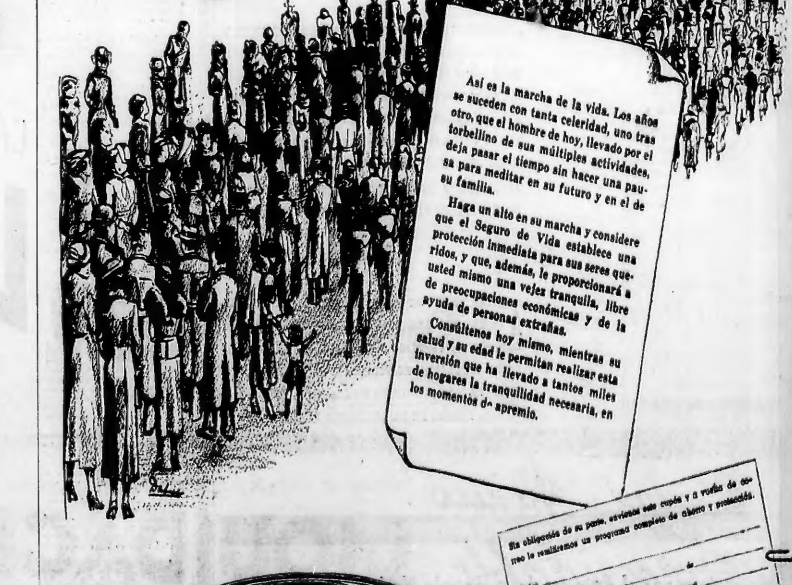 Así es la marcha de la vida. Los años
se suceden con tanta celeridad, uno tras
otro, que el hombre de hoy, llevado por el
torbellino de sus múltiples actividades,
deja pasar el tiempo sin hacer una pau-
sa para meditar en su futuro y en el de
su familia.
Haga un alto en su marcha y considere
que el Seguro de Vida establece una
protección inmediata para sus seres que-
ridos, y que, además, le proporcionará a
usted mismo una vejez tranquila, libre
de preocupaciones económicas y de la
ayuda de personas extrañas.
Consúltenos hoy mismo, mientras su
salud y su edad le permitan realizar esta
inversión que ha llevado a tantos miles
de hogares la tranquilidad necesaria, en
los momentos de apremio.
Sin obligación de su parte, envíenos este cupón y a vuelta de co-
rreo le remitiremos un programa completo de ahorro y protección.
de